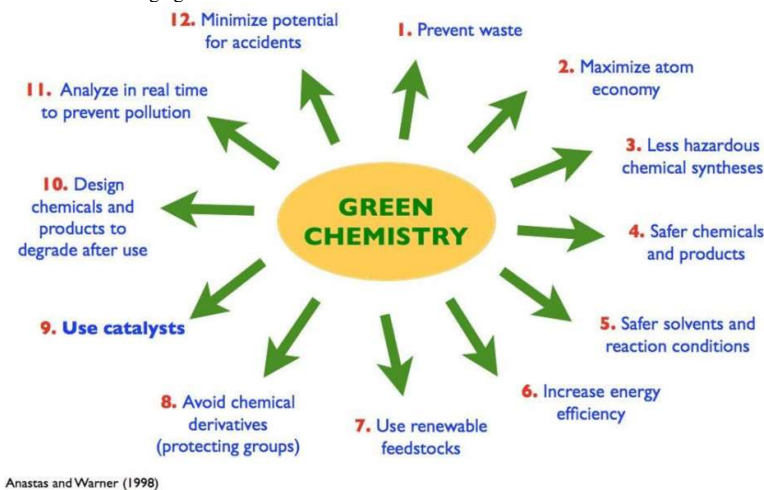 12. Minimize potential
for accidents
1. Prevent waste
2. Maximize atom
economy
11. Analyze in real time
to prevent pollution
3. Less hazardous
chemical syntheses
10. Design
chemicals and
products to
degrade after use
GREEN
CHEMISTRY
4. Safer chemicals
and products
9. Use catalysts
5. Safer solvents and
reaction conditions
8. Avoid chemical
derivatives
(protecting groups)
7. Use renewable
feedstocks
6. Increase energy
efficiency
Anastas and Warner (1998)